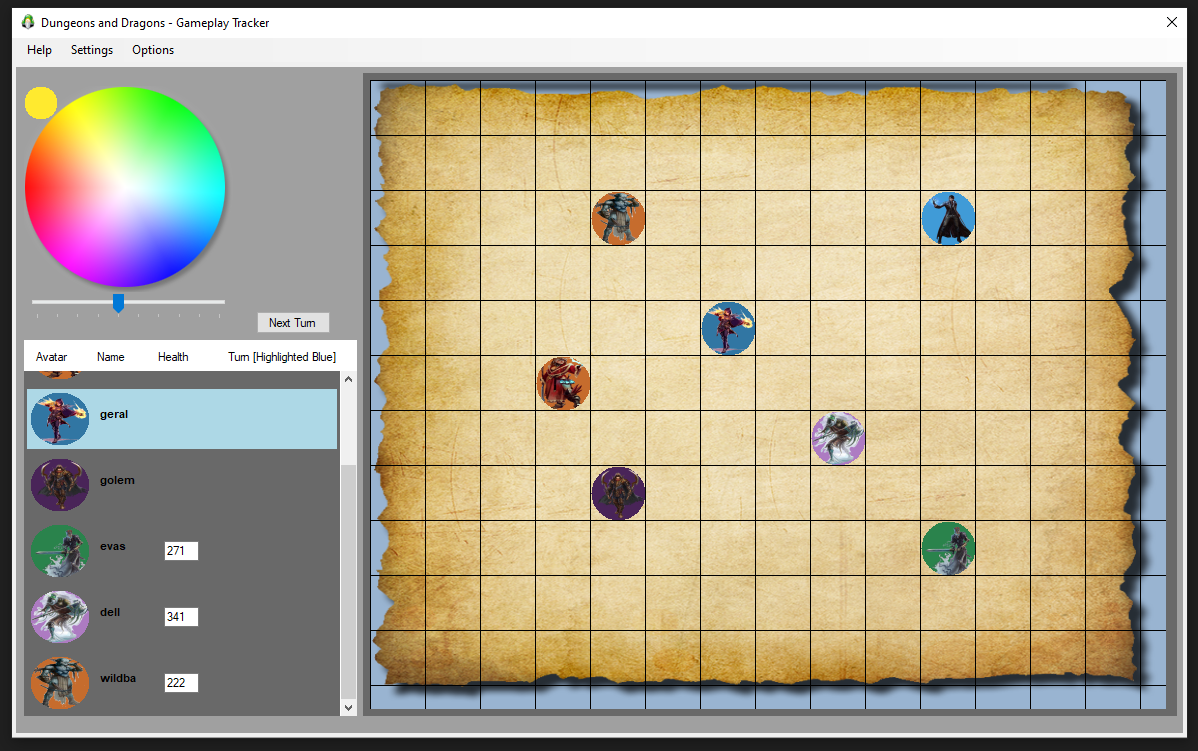 Dungeons and Dragons - Gameplay Tracker
Help Settings Options
Next Turn
Avatar Name Health Turn [Highlighted Blue]
geral
golem
evas 271
dell 341
wildba 222